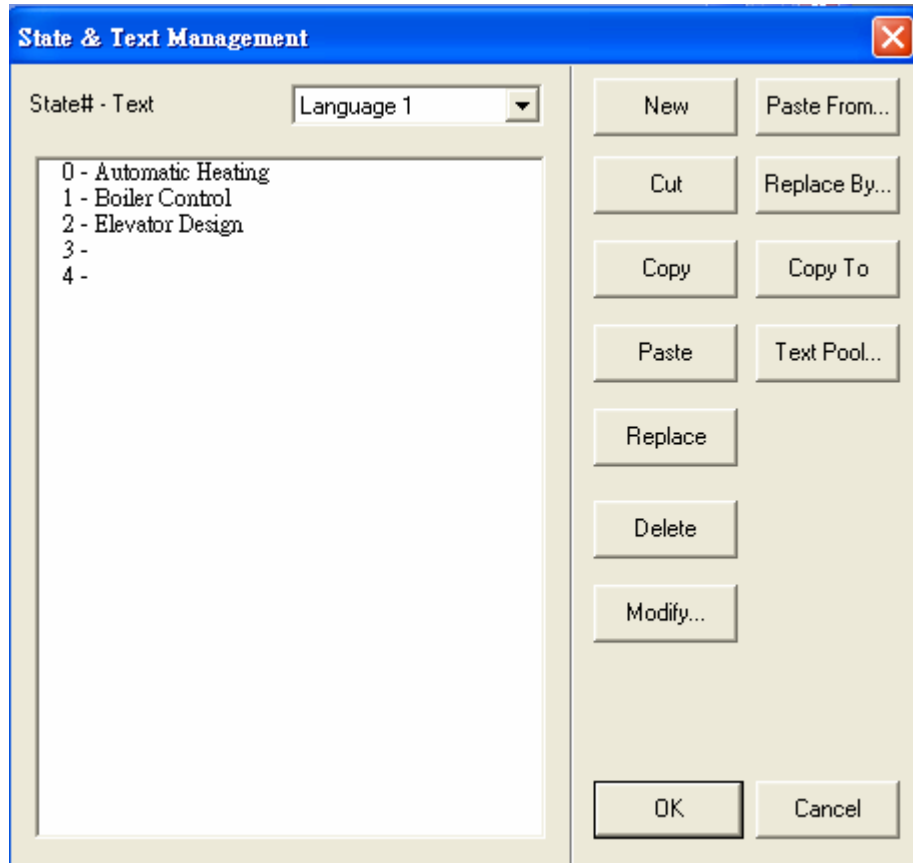 State & Text Management
State# - Text
Language 1
0 - Automatic Heating
1 - Boiler Control
2 - Elevator Design
3 -
4 -
New
Paste From...
Cut
Replace By...
Copy
Copy To
Paste
Text Pool...
Replace
Delete
Modify...
OK
Cancel